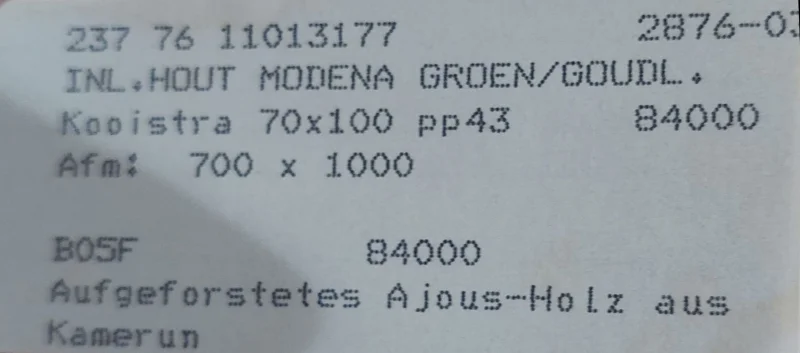 237 76 11013177 2876-03
INL.HOUT MODENA GROEN/GOUDL.
Kooistra 70x100 pp43 84000
Afm: 700 x 1000
BOSF 84000
Aufgeforstetes Ajous-Holz aus
Kamerun